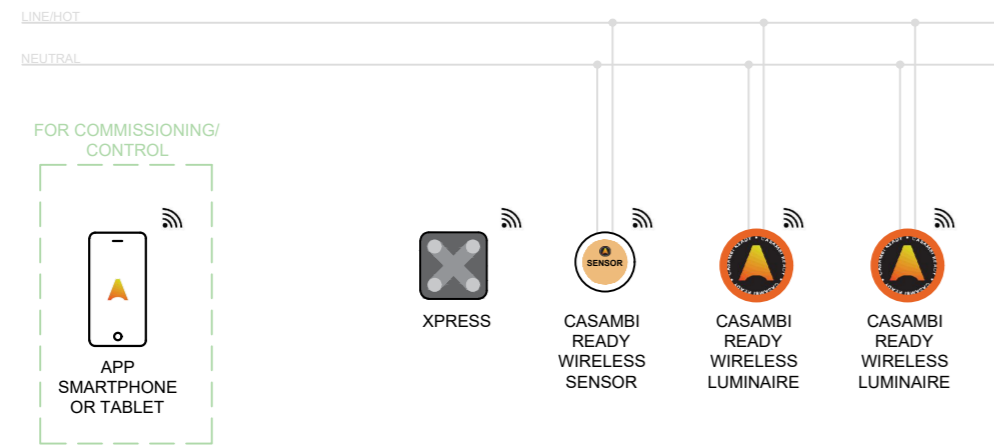 LINE/HOT
NEUTRAL
FOR COMMISSIONING/
CONTROL
APP
SMARTPHONE
OR TABLET
XPRESS
SENSOR
CASAMBI
READY
WIRELESS
SENSOR
CASAMBI
READY
WIRELESS
LUMINAIRE
CASAMBI
READY
WIRELESS
LUMINAIRE